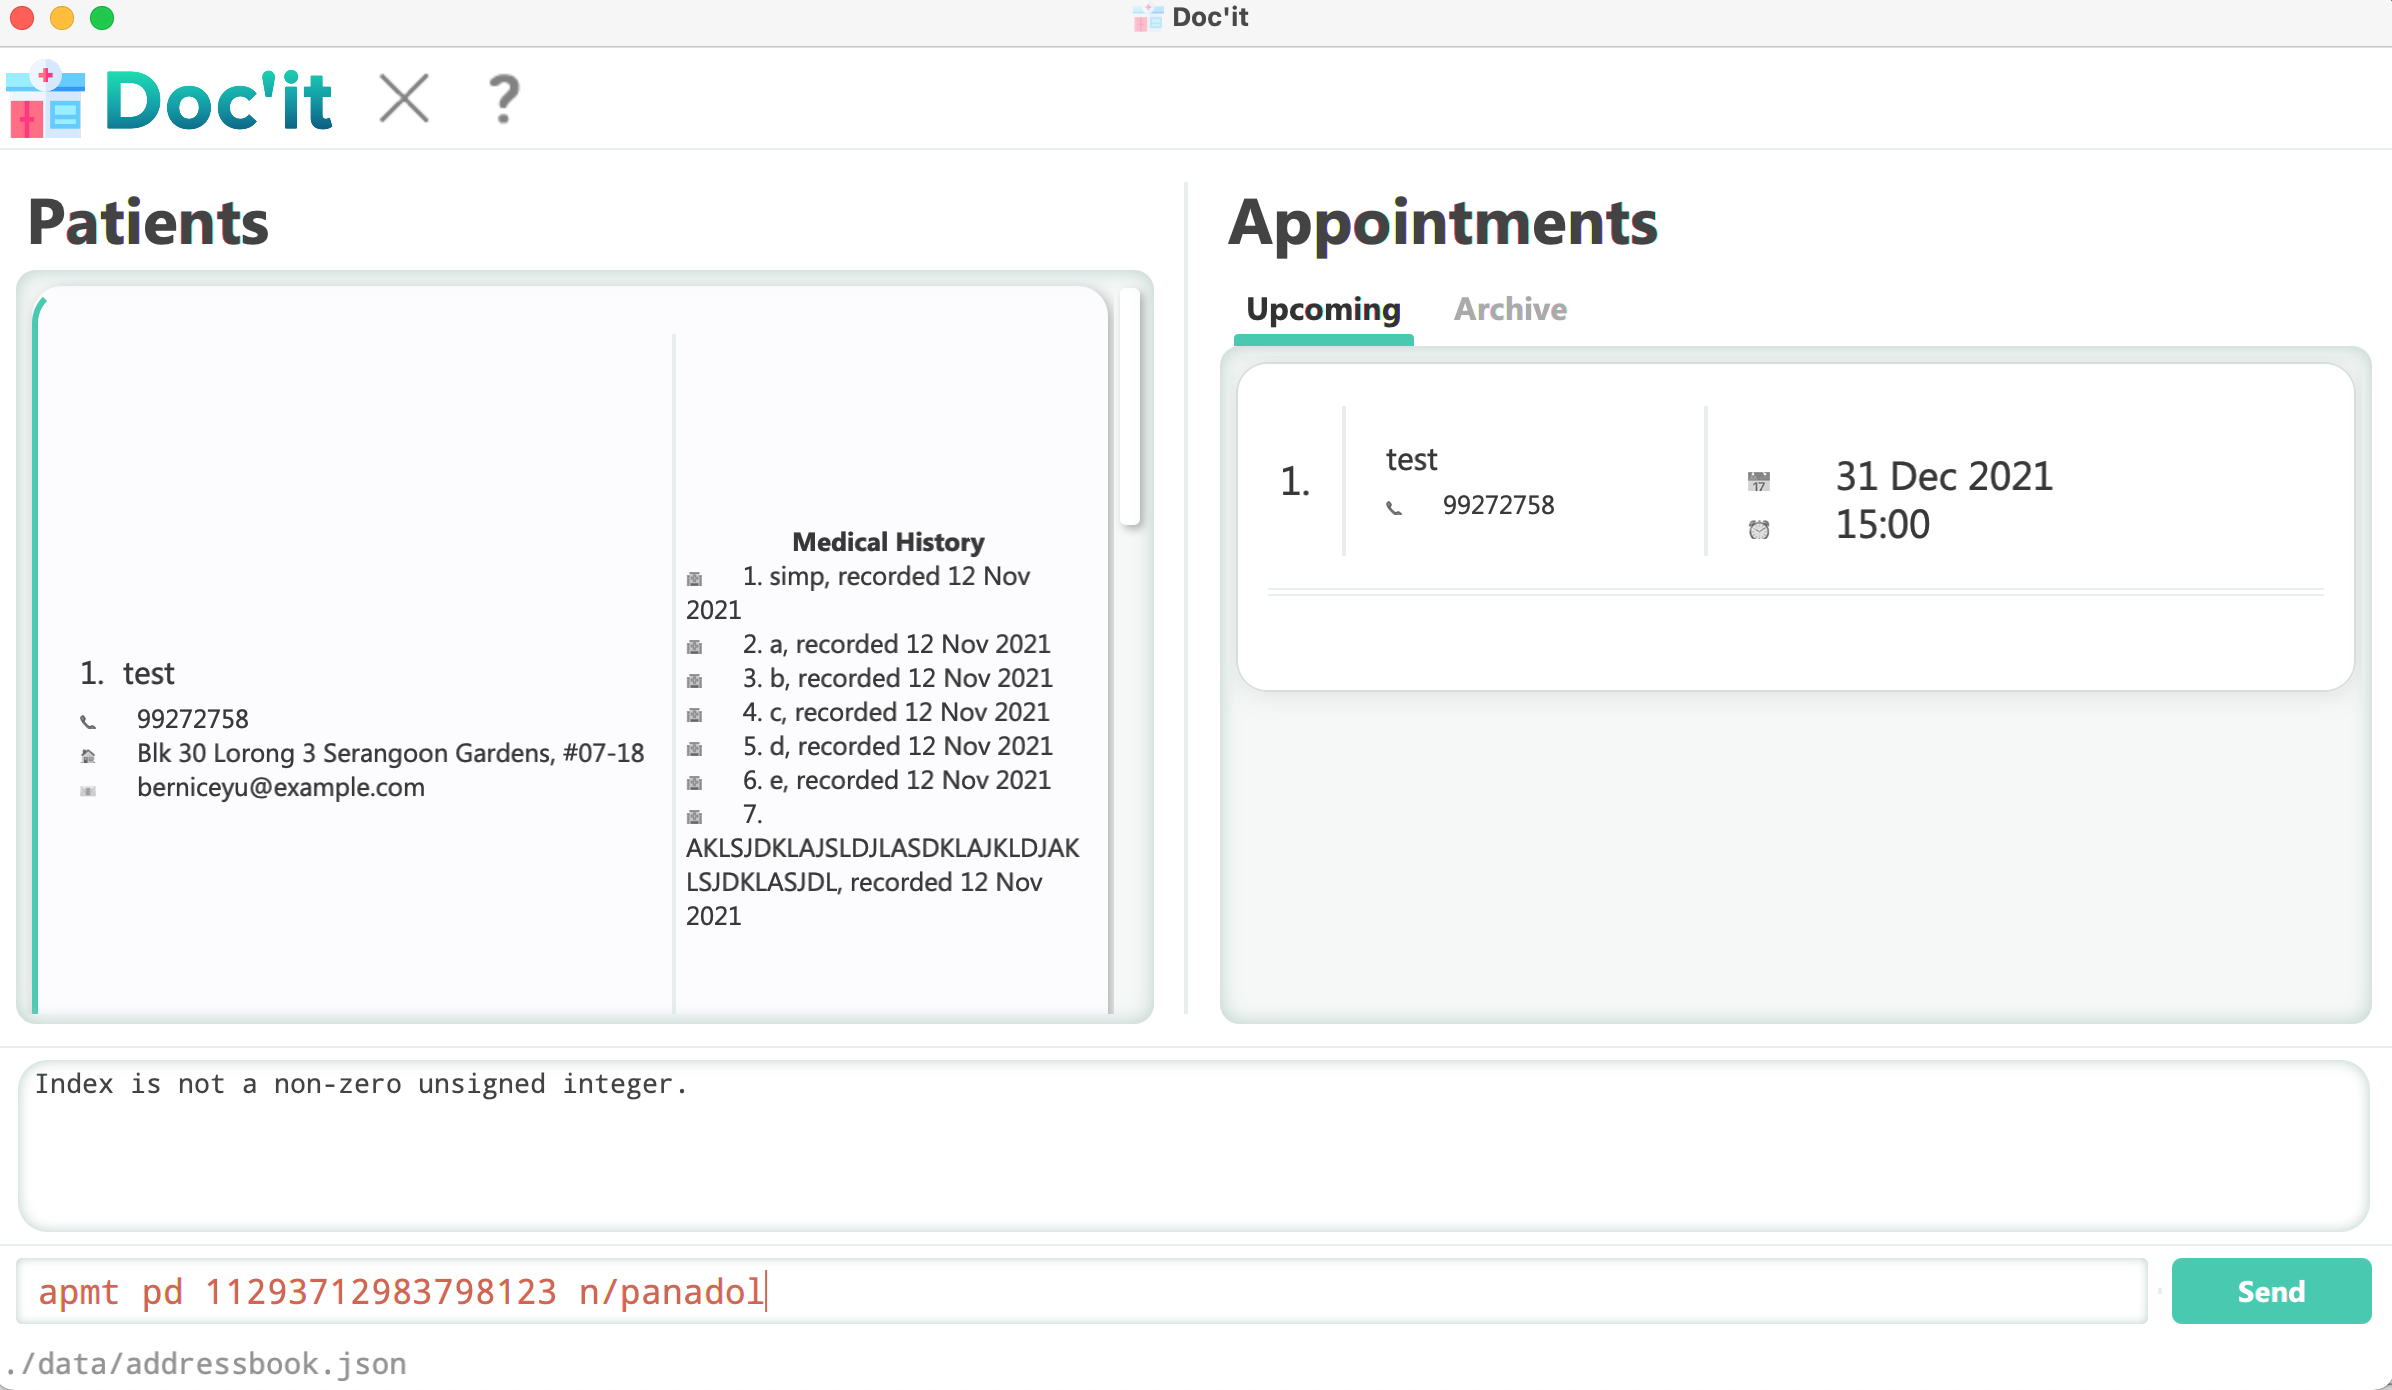 Doc'it
Doc'it
?
Patients
1. test
99272758
Blk 30 Lorong 3 Serangoon Gardens, #07-18
berniceyu@example.com
Medical History
1. simp, recorded 12 Nov
2021
2. a, recorded 12 Nov 2021
3. b, recorded 12 Nov 2021
4. c, recorded 12 Nov 2021
5. d, recorded 12 Nov 2021
6. e, recorded 12 Nov 2021
7.
AKLSJDKLAJSLDJLASDKLAJKLDJAK
LSJDKLASJDL, recorded 12 Nov
2021
Appointments
Upcoming Archive
1.
test
99272758
17
31 Dec 2021
15:00
Index is not a non-zero unsigned integer.
apmt pd 11293712983798123 n/panadol
Send
./data/addressbook.json